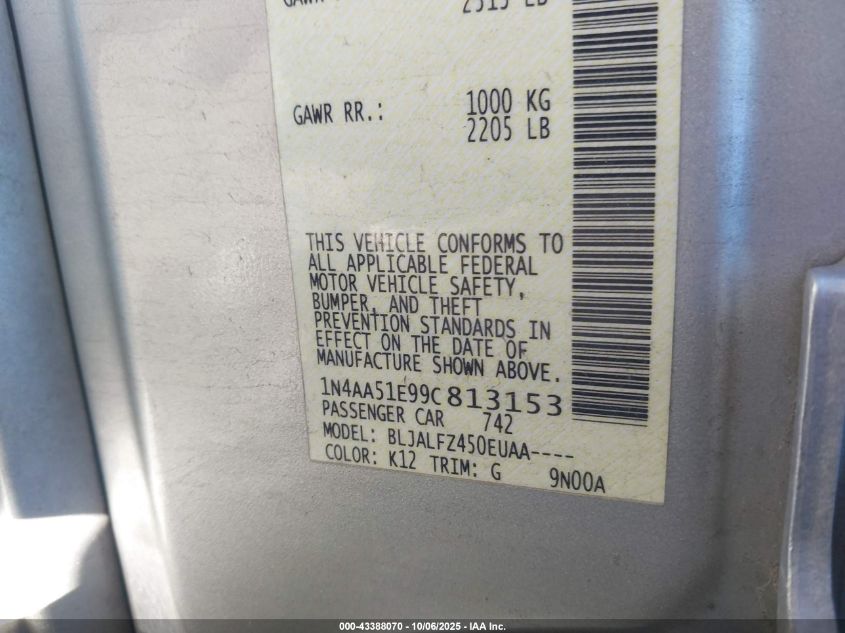 GAWR
GAWR RR.: 1000 KG
2205 LB
THIS VEHICLE CONFORMS TO
ALL APPLICABLE FEDERAL
MOTOR VEHICLE SAFETY,
BUMPER, AND THEFT
PREVENTION STANDARDS IN
EFFECT ON THE DATE OF
MANUFACTURE SHOWN ABOVE.
1N4AA51E99C813153
PASSENGER CAR 742
MODEL: BLJALFZ450EUAA----
COLOR: K12 TRIM: G 9N00A
000-43388070 - 10/06/2025 - IAA Inc.